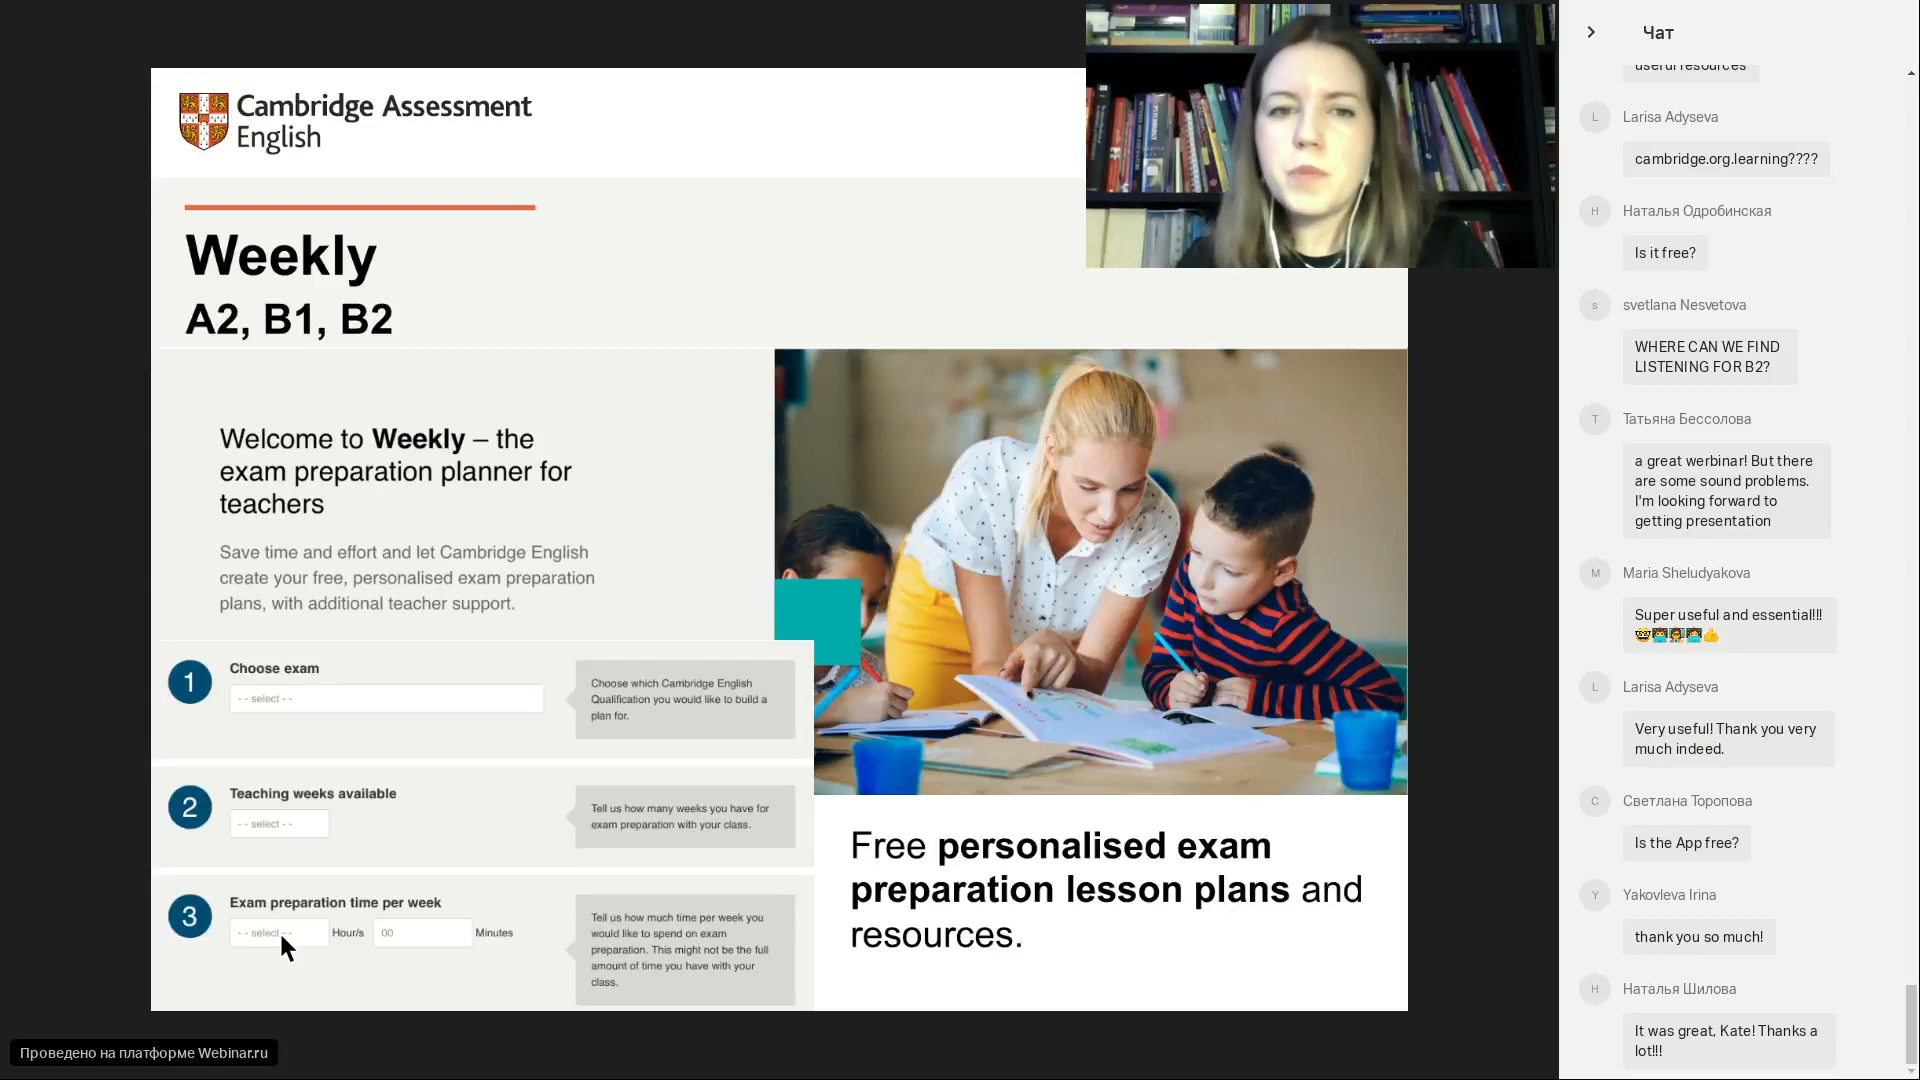 Cambridge Assessment
English
Weekly
A2, B1, B2
Welcome to Weekly – the
exam preparation planner for
teachers
Save time and effort and let Cambridge English
create your free, personalised exam preparation
plans, with additional teacher support.
1
Choose exam
- - select - -
Choose which Cambridge English
Qualification you would like to build a
plan for.
2
Teaching weeks available
- - select - -
Tell us how many weeks you have for
exam preparation with your class.
3
Exam preparation time per week
- - select - - Hour/s 00 Minutes
Tell us how much time per week you
would like to spend on exam
preparation. This might not be the full
amount of time you have with your
class.
Free personalised exam
preparation lesson plans and
resources.
Проведено на платформе Webinar.ru
Чат
useful resources
L Larisa Adyseva
cambridge.org.learning????
Н Наталья Одробинская
Is it free?
s svetlana Nesvetova
WHERE CAN WE FIND
LISTENING FOR B2?
Т Татьяна Бессолова
a great werbinar! But there
are some sound problems.
I'm looking forward to
getting presentation
M Maria Sheludyakova
Super useful and essential!!!
L Larisa Adyseva
Very useful! Thank you very
much indeed.
С Светлана Торопова
Is the App free?
Y Yakovleva Irina
thank you so much!
Н Наталья Шилова
It was great, Kate! Thanks a
lot!!!